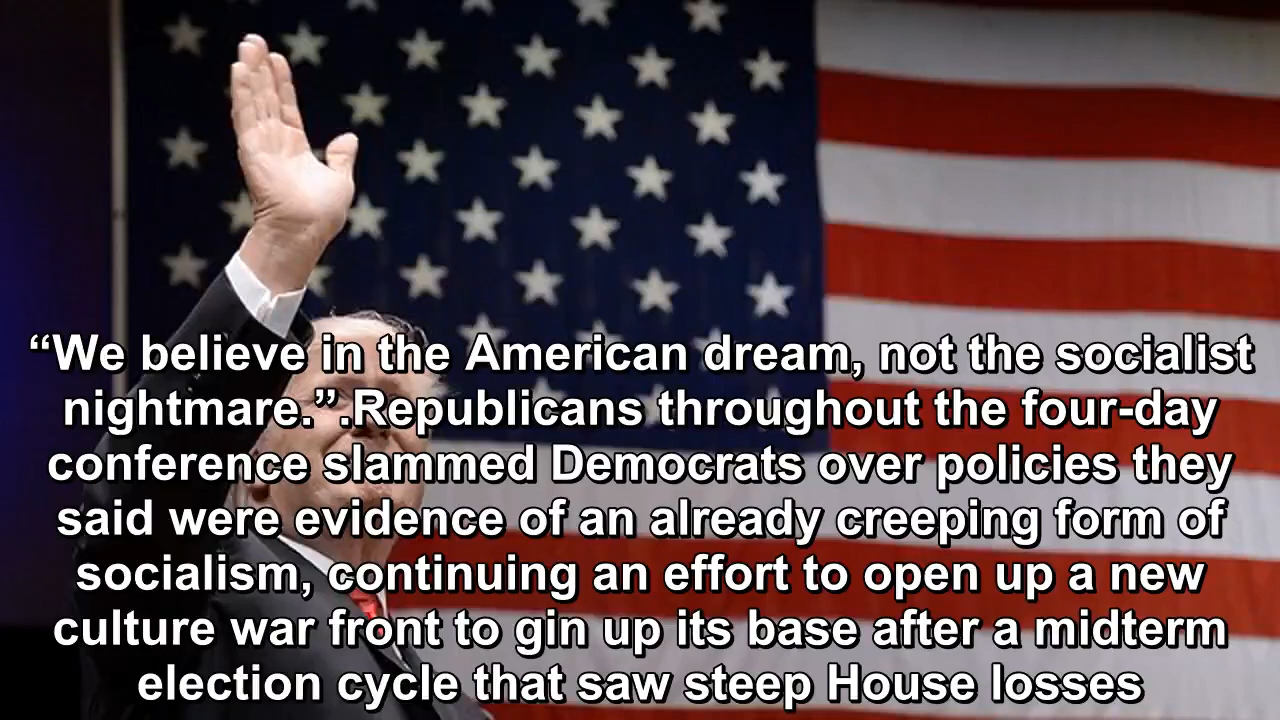 “We believe in the American dream, not the socialist
nightmare.” .Republicans throughout the four-day
conference slammed Democrats over policies they
said were evidence of an already creeping form of
socialism, continuing an effort to open up a new
culture war front to gin up its base after a midterm
election cycle that saw steep House losses